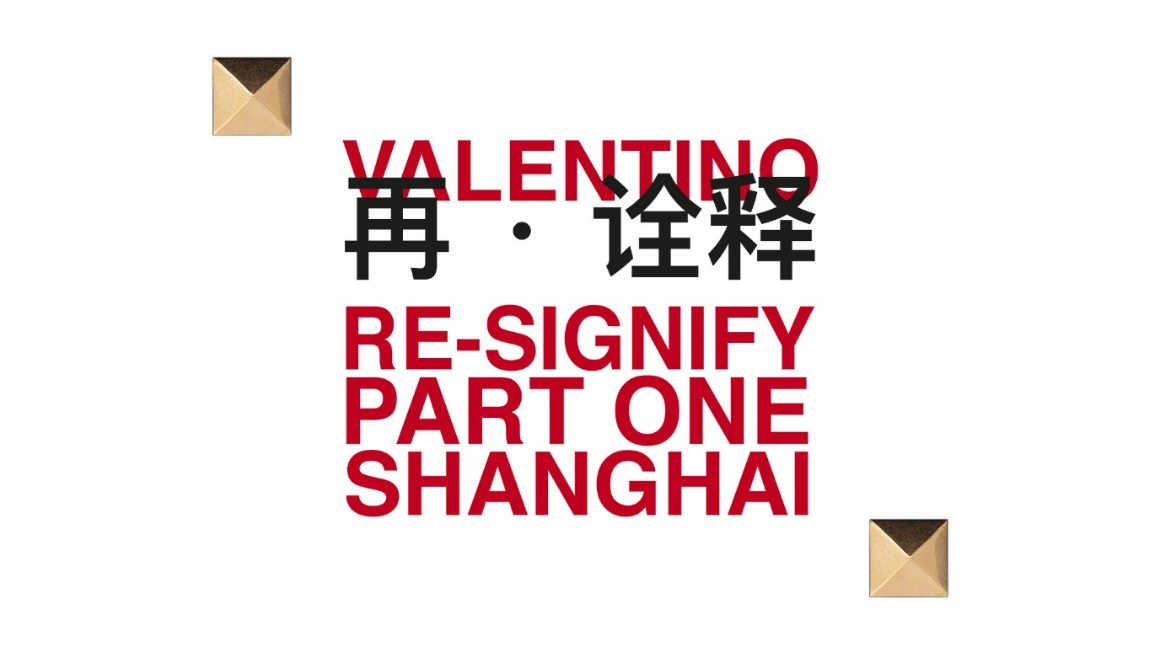 VALENTINO
再·诠释
RE-SIGNIFY
PART ONE
SHANGHAI